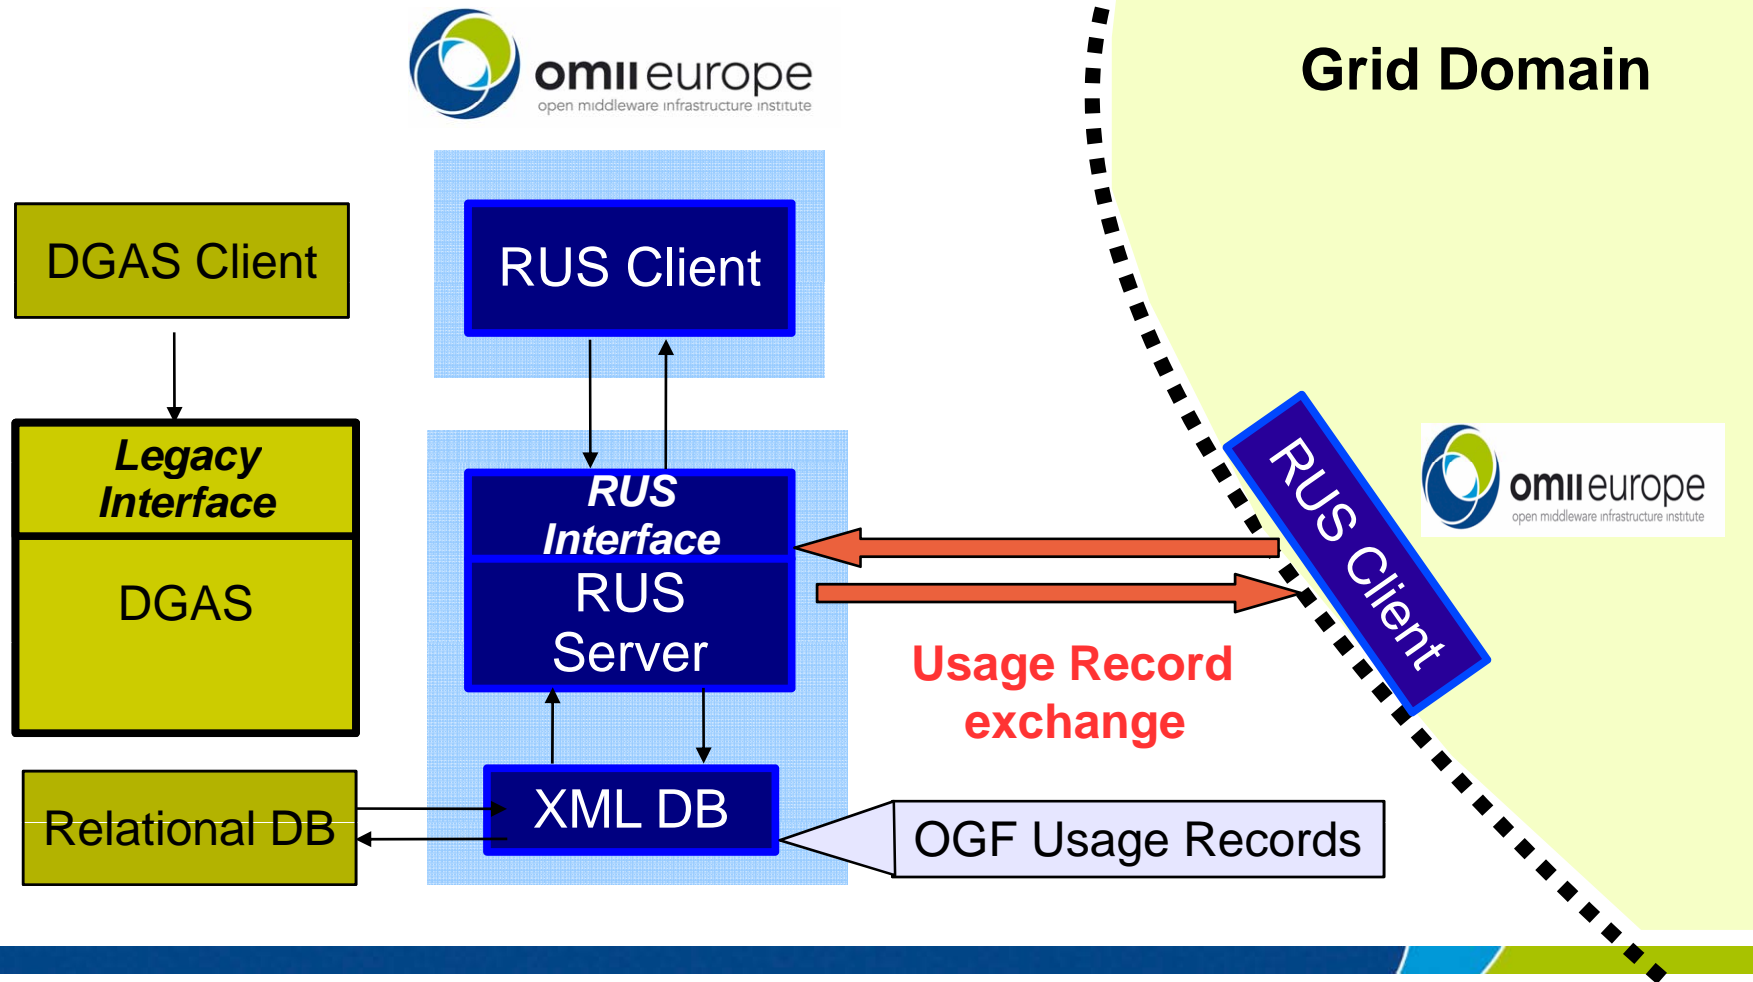 omii europe
open middleware infrastructure institute
Grid Domain
DGAS Client
RUS Client
Legacy
Interface
DGAS
RUS
Interface
RUS
Server
Usage Record
exchange
RUS Client
omii europe
open middleware infrastructure institute
Relational DB
XML DB
OGF Usage Records